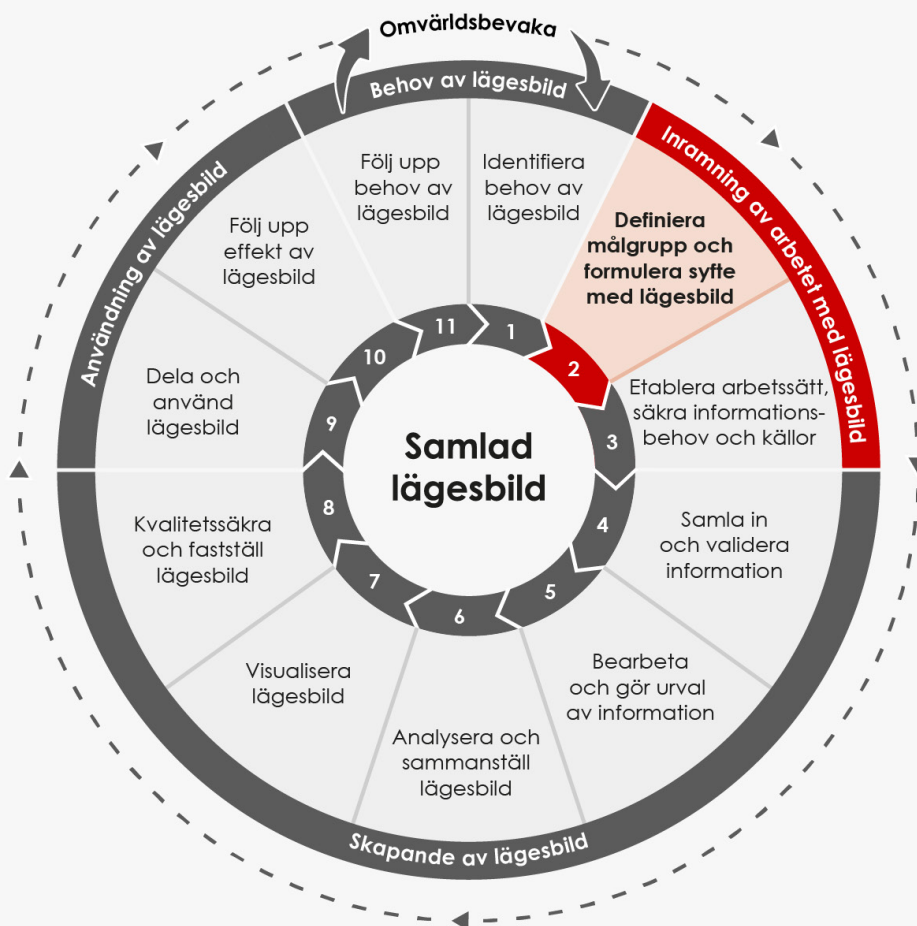 Omvärldsbevaka
Behov av lägesbild
Inramning av arbetet med lägesbild
Skapande av lägesbild
Användning av lägesbild
Identifiera
behov av
lägesbild
Definiera
målgrupp och
formulera syfte
med lägesbild
Etablera arbetssätt,
säkra informations-
behov och källor
Samla in
och validera
information
Bearbeta
och gör urval
av information
Analysera och
sammanställ
lägesbild
Visualisera
lägesbild
Kvalitetssäkra
och fastställ
lägesbild
Dela och
använd
lägesbild
Följ upp
effekt av
lägesbild
Följ upp
behov av
lägesbild
1
2
3
4
5
6
7
8
9
10
11
Samlad
lägesbild